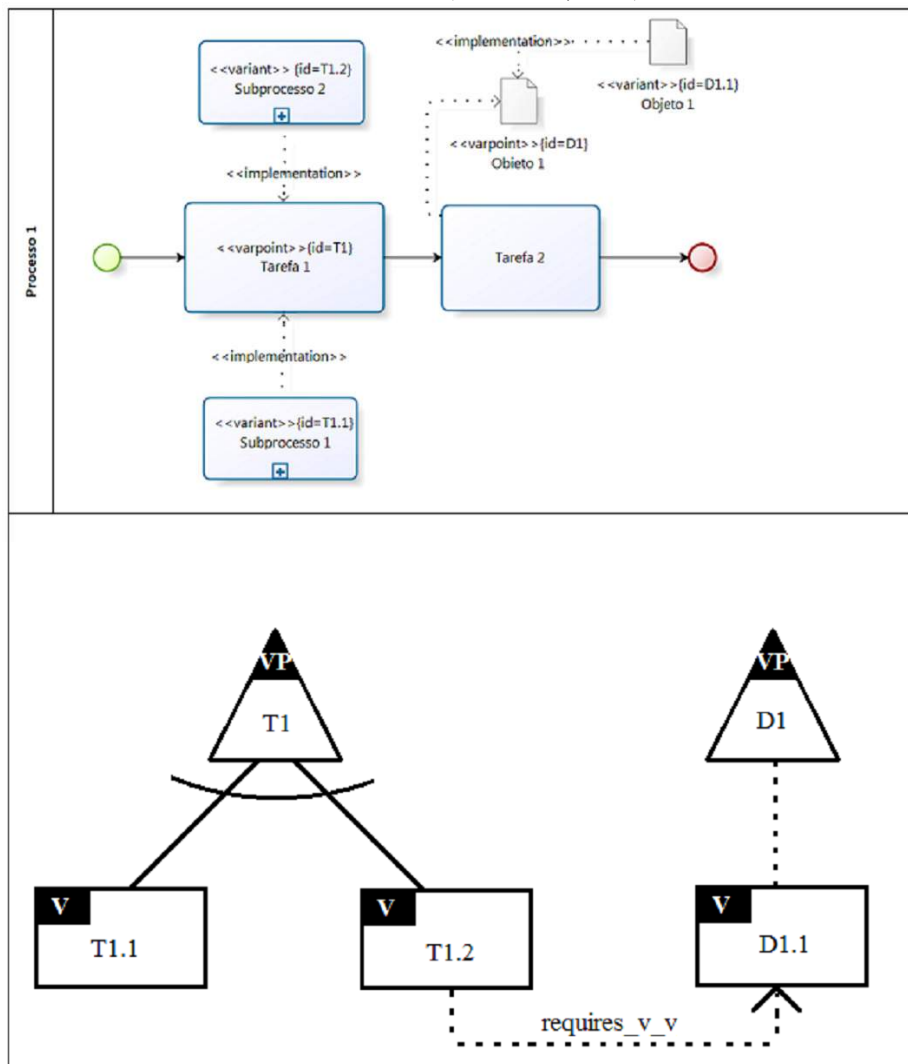 <<implementation>>
<<variant>> {id=T1.2}
Subprocesso 2
<<variant>>{id=D1.1}
Objeto 1
<<varpoint>>{id=D1}
Obieto 1
<<implementation>>
<<varpoint>>{id=T1}
Tarefa 1
Tarefa 2
Processo 1
<<implementation>>
<<variant>>{id=T1.1}
Subprocesso 1
VP
T1
VP
D1
V
T1.1
V
T1.2
V
D1.1
requires_v_v